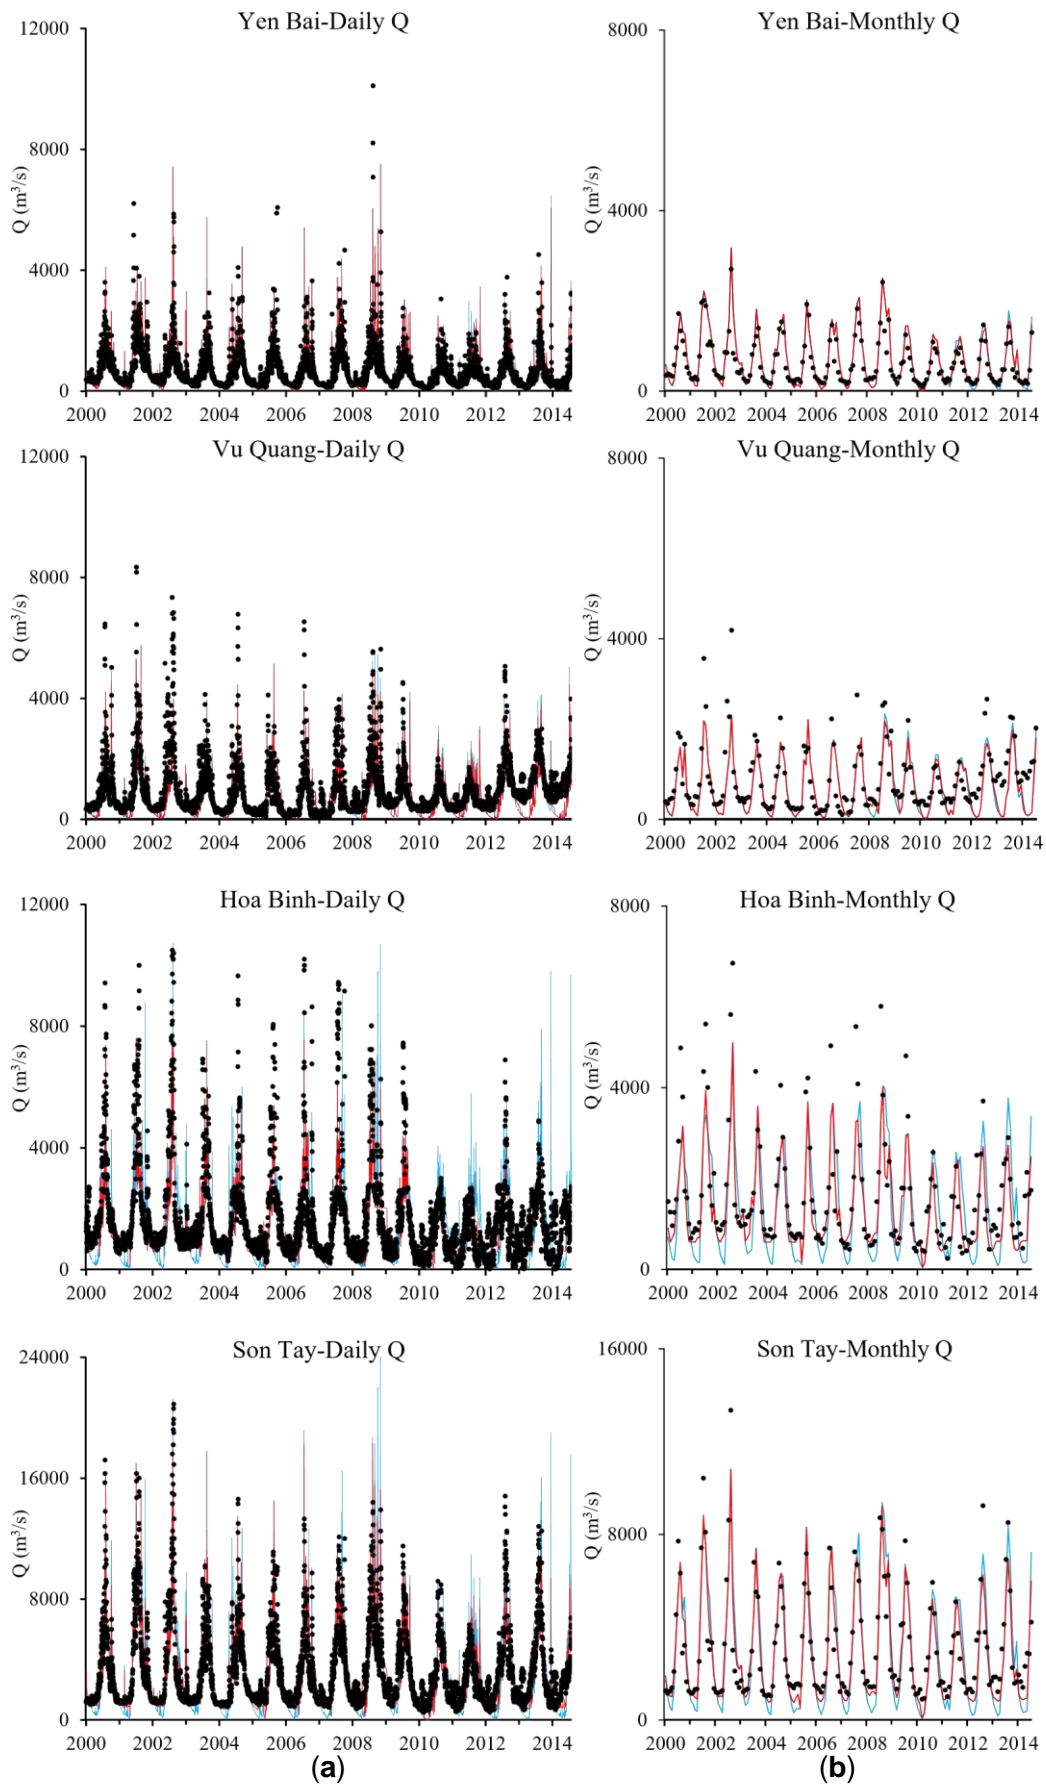 Yen Bai-Daily Q
12000
8000
4000
0
Q (m³/s)
2000 2002 2004 2006 2008 2010 2012 2014
Yen Bai-Monthly Q
8000
4000
0
Q (m³/s)
2000 2002 2004 2006 2008 2010 2012 2014
Vu Quang-Daily Q
12000
8000
4000
0
Q (m³/s)
2000 2002 2004 2006 2008 2010 2012 2014
Vu Quang-Monthly Q
8000
4000
0
Q (m³/s)
2000 2002 2004 2006 2008 2010 2012 2014
Hoa Binh-Daily Q
12000
8000
4000
0
Q (m³/s)
2000 2002 2004 2006 2008 2010 2012 2014
Hoa Binh-Monthly Q
8000
4000
0
Q (m³/s)
2000 2002 2004 2006 2008 2010 2012 2014
Son Tay-Daily Q
24000
16000
8000
0
Q (m³/s)
2000 2002 2004 2006 2008 2010 2012 2014
Son Tay-Monthly Q
16000
8000
0
Q (m³/s)
2000 2002 2004 2006 2008 2010 2012 2014
(a)
(b)